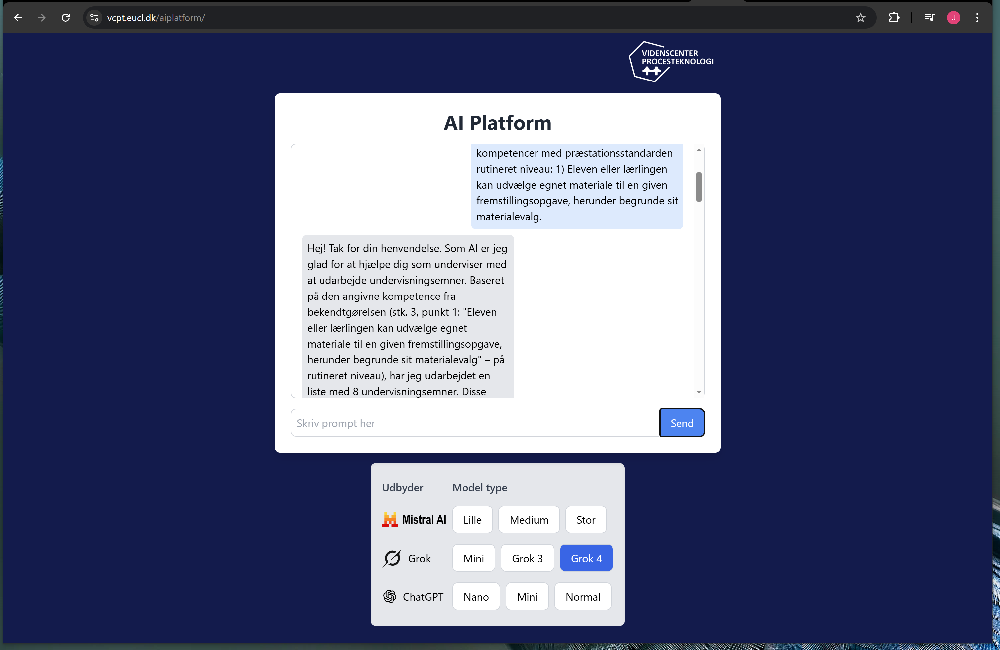 vcpt.eucl.dk/aiplatform/
J
VIDENSCENTER
PROCESTEKNOLOGI
AI Platform
kompetencer med præstationsstandarden
rutineret niveau: 1) Eleven eller lærlingen
kan udvælge egnet materiale til en given
fremstillingsopgave, herunder begrunde sit
materialevalg.
Hej! Tak for din henvendelse. Som AI er jeg
glad for at hjælpe dig som underviser med
at udarbejde undervisningsemner. Baseret
på den angivne kompetence fra
bekendtgørelsen (stk. 3, punkt 1: "Eleven
eller lærlingen kan udvælge egnet
materiale til en given fremstillingsopgave,
herunder begrunde sit materialevalg" – på
rutineret niveau), har jeg udarbejdet en
liste med 8 undervisningsemner. Disse
Skriv prompt her
Send
Udbyder Model type
Mistral AI Lille Medium Stor
Grok Mini Grok 3 Grok 4
ChatGPT Nano Mini Normal